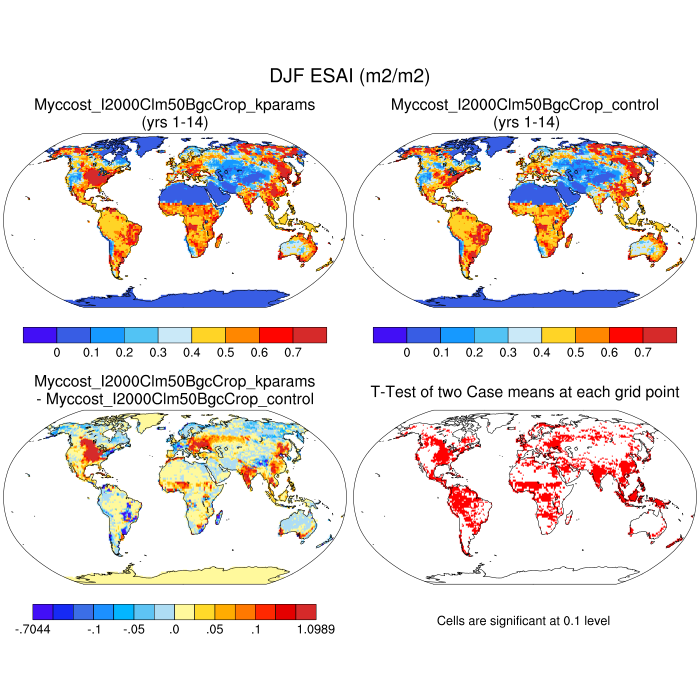 DJF ESAI (m2/m2)
Myccost_I2000Clm50BgcCrop_kparams
(yrs 1-14)
Myccost_I2000Clm50BgcCrop_control
(yrs 1-14)
0 0.1 0.2 0.3 0.4 0.5 0.6 0.7
0 0.1 0.2 0.3 0.4 0.5 0.6 0.7
Myccost_I2000Clm50BgcCrop_kparams
- Myccost_I2000Clm50BgcCrop_control
T-Test of two Case means at each grid point
-.7044 -.1 -.05 .0 .05 .1 1.0989
Cells are significant at 0.1 level